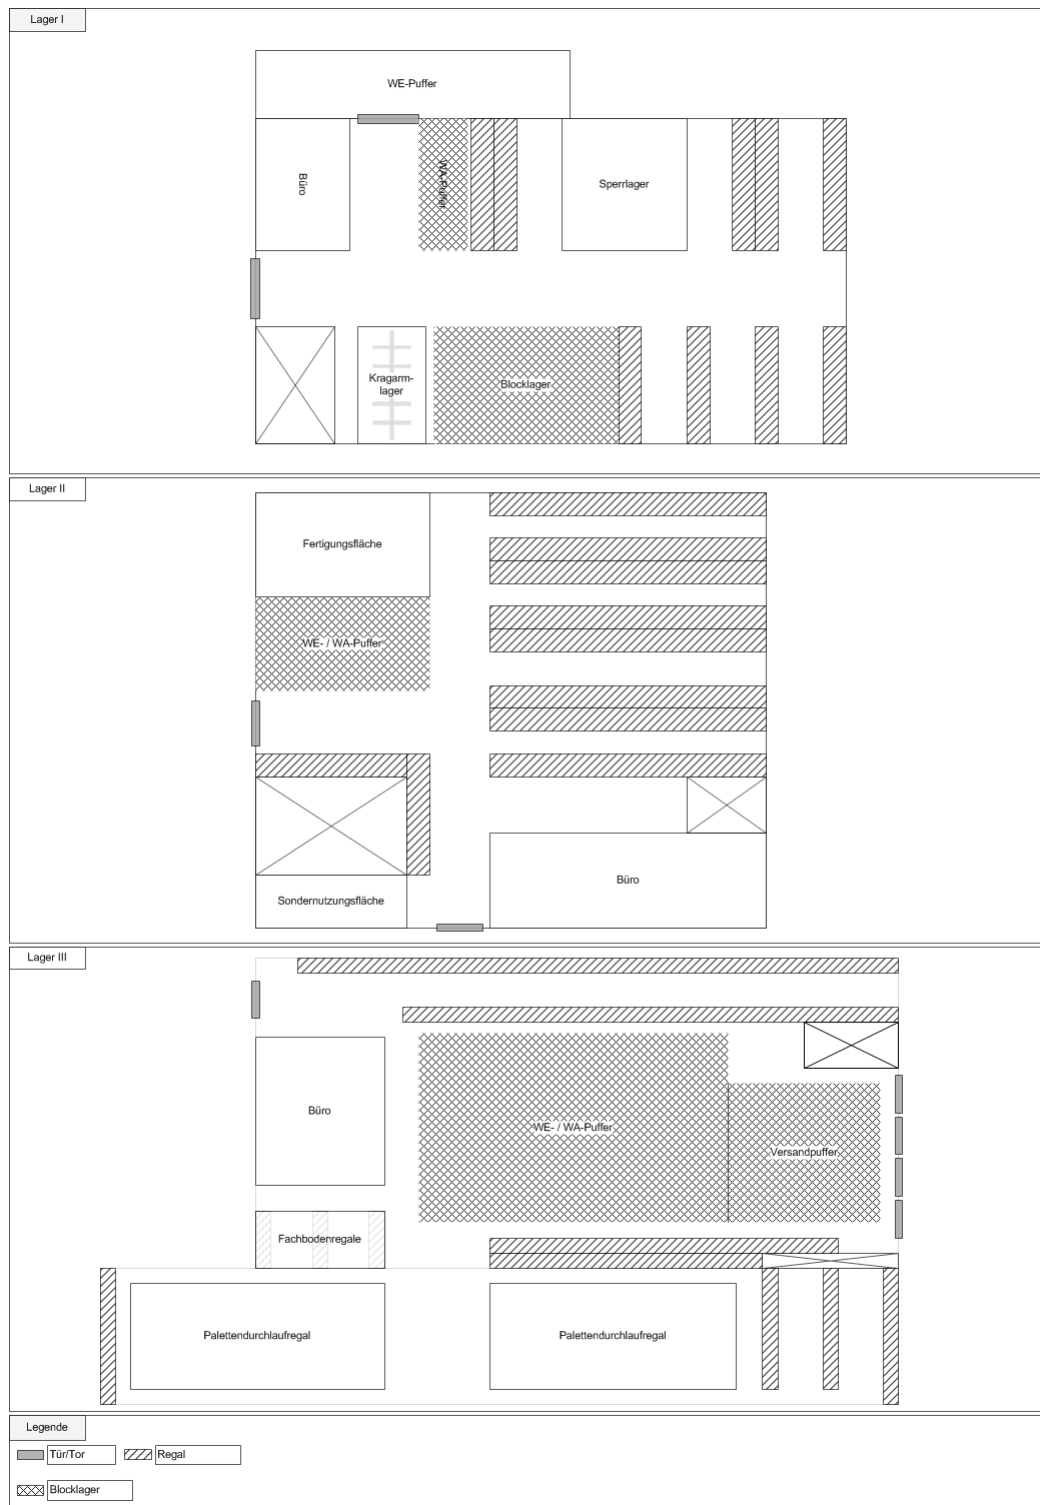 Lager I
WE-Puffer
Büro
WA-Puffer
Sperrlager
Kragarm-
lager
Blocklager
Lager II
Fertigungsfläche
WE- / WA-Puffer
Sondernutzungsfläche
Büro
Lager III
Büro
WE- / WA-Puffer
Versandpuffer
Fachbodenregale
Palettendurchlaufregal
Palettendurchlaufregal
Legende
Tür/Tor
Regal
Blocklager